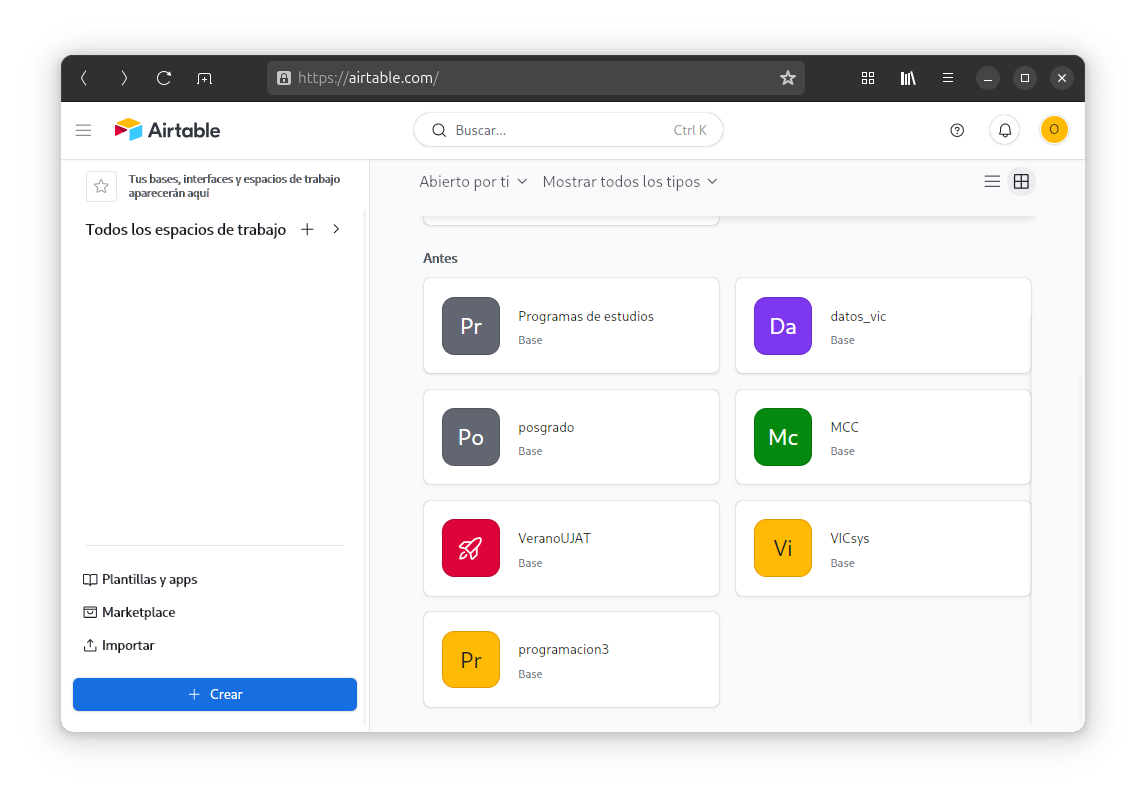 https://airtable.com/
Airtable
Buscar...
Ctrl K
O
Tus bases, interfaces y espacios de trabajo
aparecerán aquí
Todos los espacios de trabajo
Plantillas y apps
Marketplace
Importar
Crear
Abierto por ti
Mostrar todos los tipos
Antes
Pr
Programas de estudios
Base
Da
datos_vic
Base
Po
posgrado
Base
Mc
MCC
Base
VeranoUJAT
Base
Vi
VICsys
Base
Pr
programacion3
Base